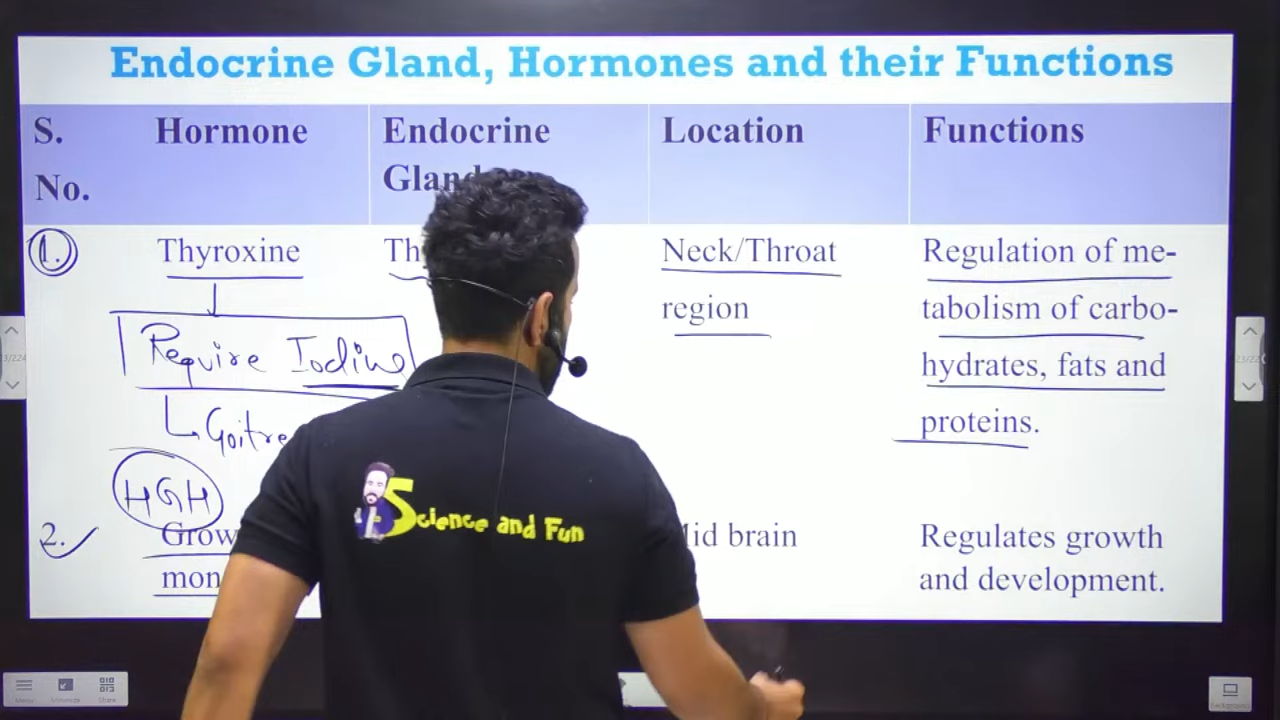 Endocrine Gland, Hormones and their Functions
S. No.
Hormone
Endocrine
Location
Functions
1.
Thyroxine
Neck/Throat
region
Regulation of me-
tabolism of carbo-
hydrates, fats and
proteins.
Require Iodine
Goitre
HGH
2.
brain
Regulates growth
and development.
Science and Fun
Share